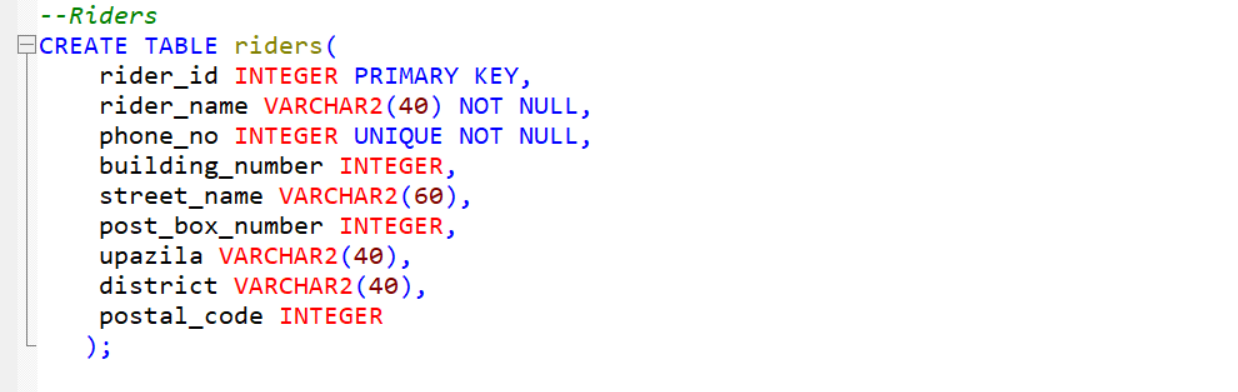 --Riders
CREATE TABLE riders(
rider_id INTEGER PRIMARY KEY,
rider_name VARCHAR2(40) NOT NULL,
phone_no INTEGER UNIQUE NOT NULL,
building_number INTEGER,
street_name VARCHAR2(60),
post_box_number INTEGER,
upazila VARCHAR2(40),
district VARCHAR2(40),
postal_code INTEGER
);